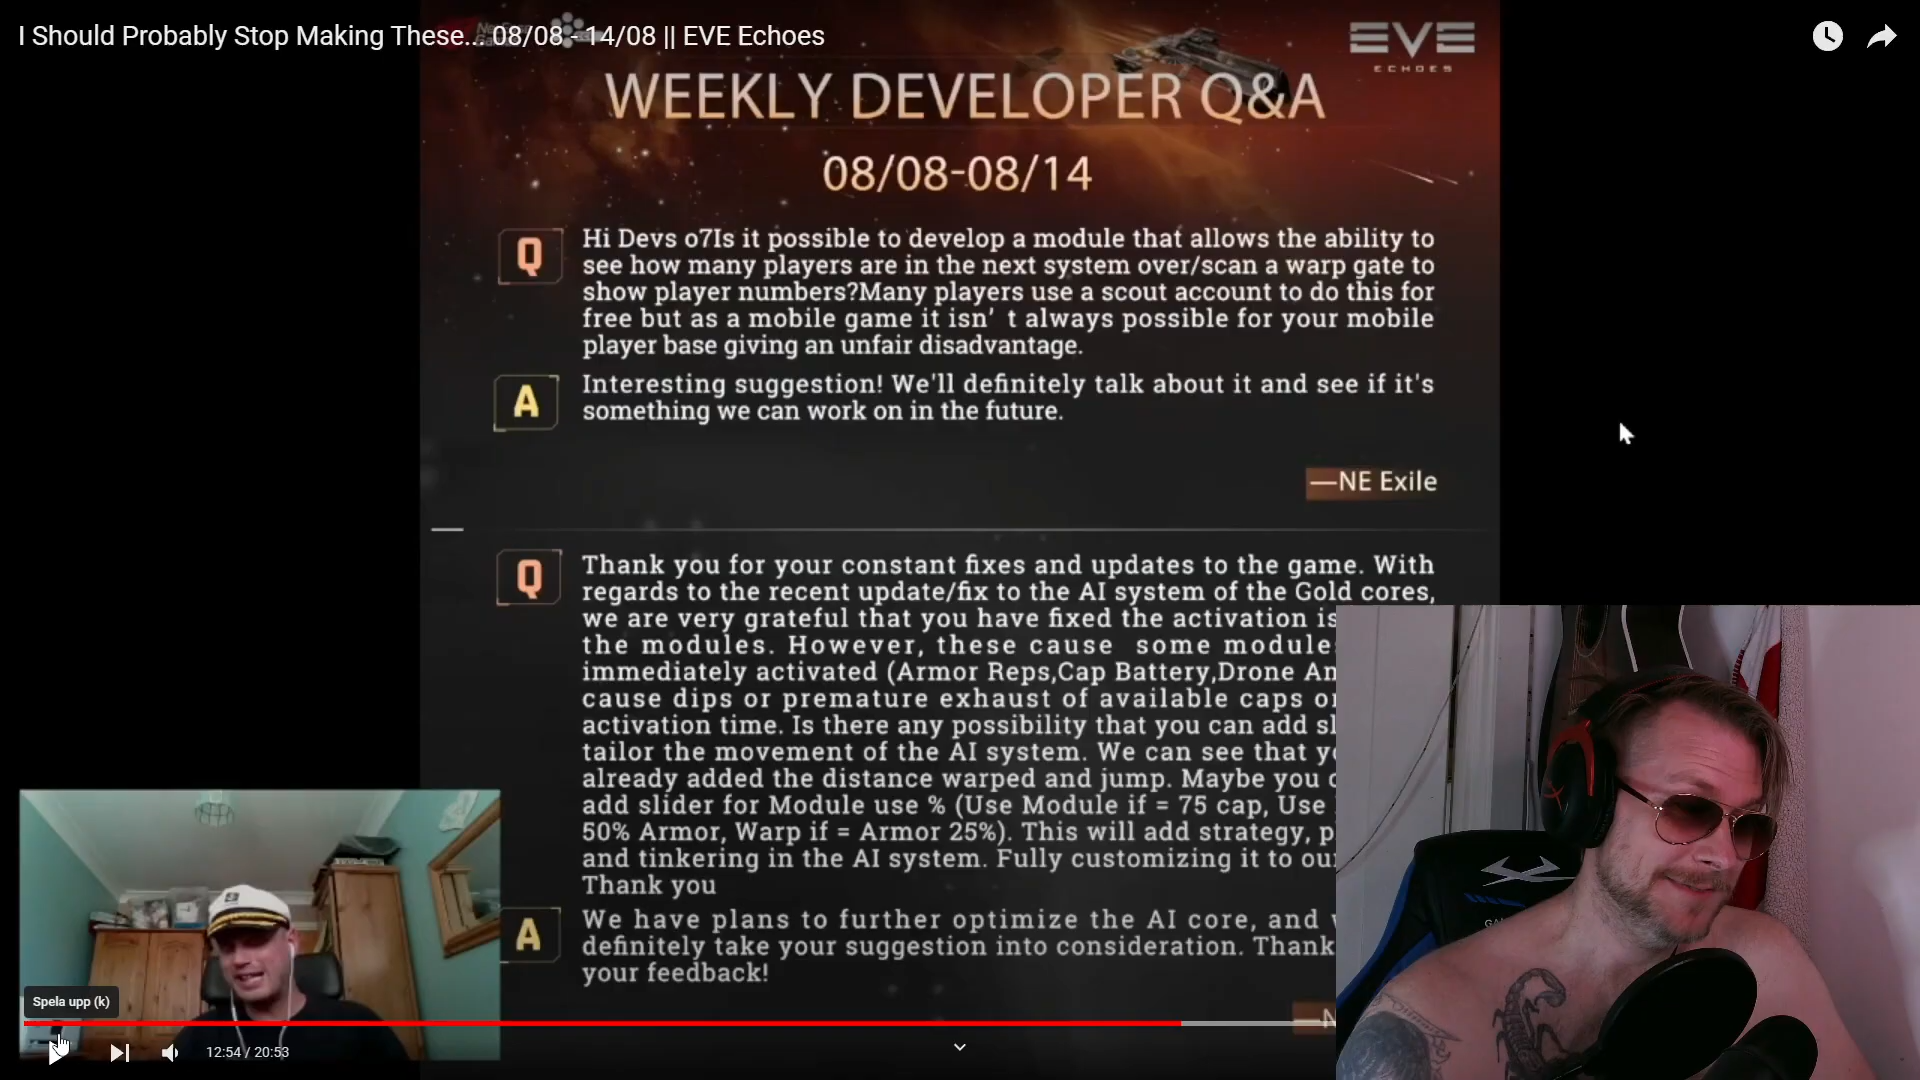 I Should Probably Stop Making These... 08/08 - 14/08 || EVE Echoes
EVE
ECHOES
WEEKLY DEVELOPER Q&A
08/08-08/14
Q
Hi Devs o7Is it possible to develop a module that allows the ability to
see how many players are in the next system over/scan a warp gate to
show player numbers?Many players use a scout account to do this for
free but as a mobile game it isn' t always possible for your mobile
player base giving an unfair disadvantage.
A
Interesting suggestion! We'll definitely talk about it and see if it's
something we can work on in the future.
—NE Exile
Q
Thank you for your constant fixes and updates to the game. With
regards to the recent update/fix to the AI system of the Gold cores,
we are very grateful that you have fixed the activation is
the modules. However, these cause some module
immediately activated (Armor Reps,Cap Battery,Drone
cause dips or premature exhaust of available caps
activation time. Is there any possibility that you can add
tailor the movement of the AI system. We can see that
already added the distance warped and jump. Maybe you
add slider for Module use % (Use Module if = 75 cap, Use
50% Armor, Warp if = Armor 25%). This will add strategy,
and tinkering in the AI system. Fully customizing it to
Thank you
A
We have plans to further optimize the AI core, and
definitely take your suggestion into consideration. Thank
your feedback!
Spela upp (k)
12:54 / 20:53